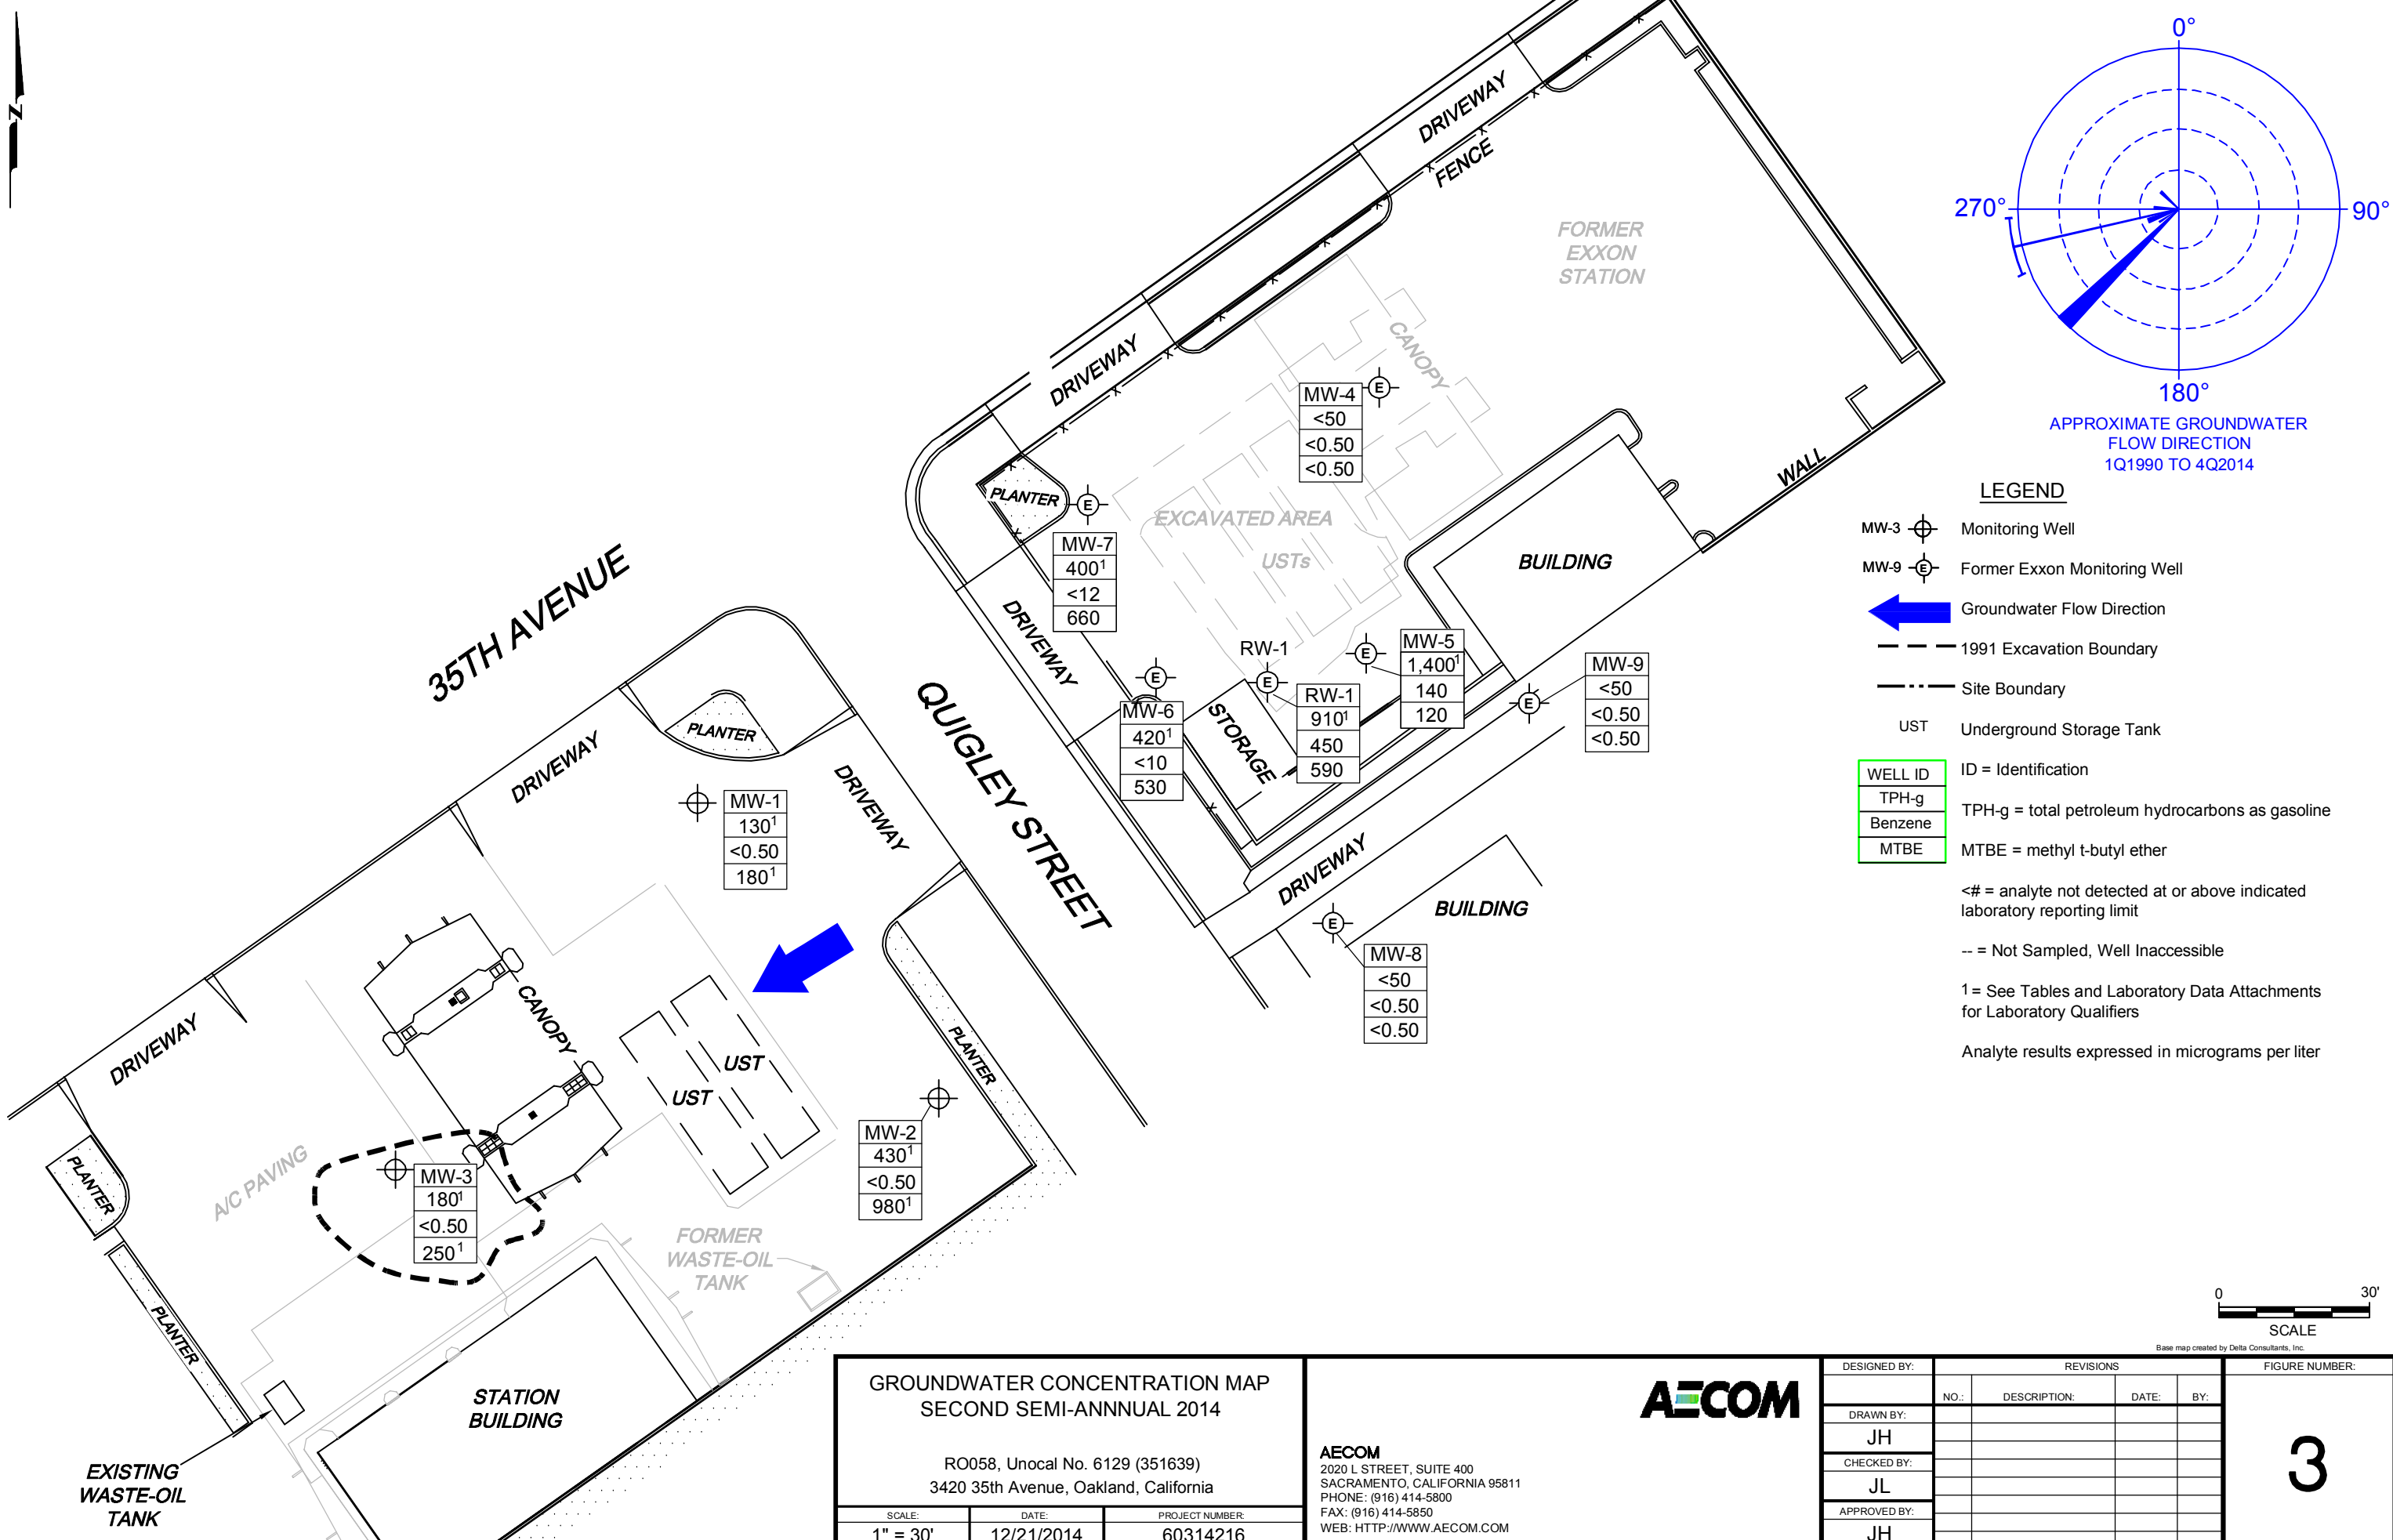 N
0°
270°
90°
180°
APPROXIMATE GROUNDWATER
FLOW DIRECTION
1Q1990 TO 4Q2014
DRIVEWAY
FENCE
FORMER
EXXON
STATION
CANOPY
DRIVEWAY
MW-4
<50
<0.50
<0.50
WALL
PLANTER
EXCAVATED AREA
USTs
BUILDING
MW-7
400¹
<12
660
35TH AVENUE
DRIVEWAY
QUIGLEY STREET
RW-1
MW-5
1,400¹
140
120
MW-9
<50
<0.50
<0.50
MW-6
420¹
<10
530
STORAGE
RW-1
910¹
450
590
DRIVEWAY
BUILDING
MW-8
<50
<0.50
<0.50
PLANTER
DRIVEWAY
DRIVEWAY
MW-1
130¹
<0.50
180¹
CANOPY
DRIVEWAY
UST
UST
PLANTER
MW-2
430¹
<0.50
980¹
A/C PAVING
MW-3
180¹
<0.50
250¹
PLANTER
PLANTER
FORMER
WASTE-OIL
TANK
STATION
BUILDING
EXISTING
WASTE-OIL
TANK
LEGEND
MW-3 Monitoring Well
MW-9 E Former Exxon Monitoring Well
Groundwater Flow Direction
1991 Excavation Boundary
Site Boundary
UST Underground Storage Tank
WELL ID
TPH-g
Benzene
MTBE
ID = Identification
TPH-g = total petroleum hydrocarbons as gasoline
MTBE = methyl t-butyl ether
<# = analyte not detected at or above indicated
laboratory reporting limit
-- = Not Sampled, Well Inaccessible
1 = See Tables and Laboratory Data Attachments
for Laboratory Qualifiers
Analyte results expressed in micrograms per liter
0 30'
SCALE
Base map created by Delta Consultants, Inc.
GROUNDWATER CONCENTRATION MAP
SECOND SEMI-ANNNUAL 2014
RO058, Unocal No. 6129 (351639)
3420 35th Avenue, Oakland, California
SCALE: DATE: PROJECT NUMBER:
1" = 30' 12/21/2014 60314216
AECOM
AECOM
2020 L STREET, SUITE 400
SACRAMENTO, CALIFORNIA 95811
PHONE: (916) 414-5800
FAX: (916) 414-5850
WEB: HTTP://WWW.AECOM.COM
DESIGNED BY:
DRAWN BY:
JH
CHECKED BY:
JL
APPROVED BY:
JH
REVISIONS
NO.: DESCRIPTION: DATE: BY:
FIGURE NUMBER:
3